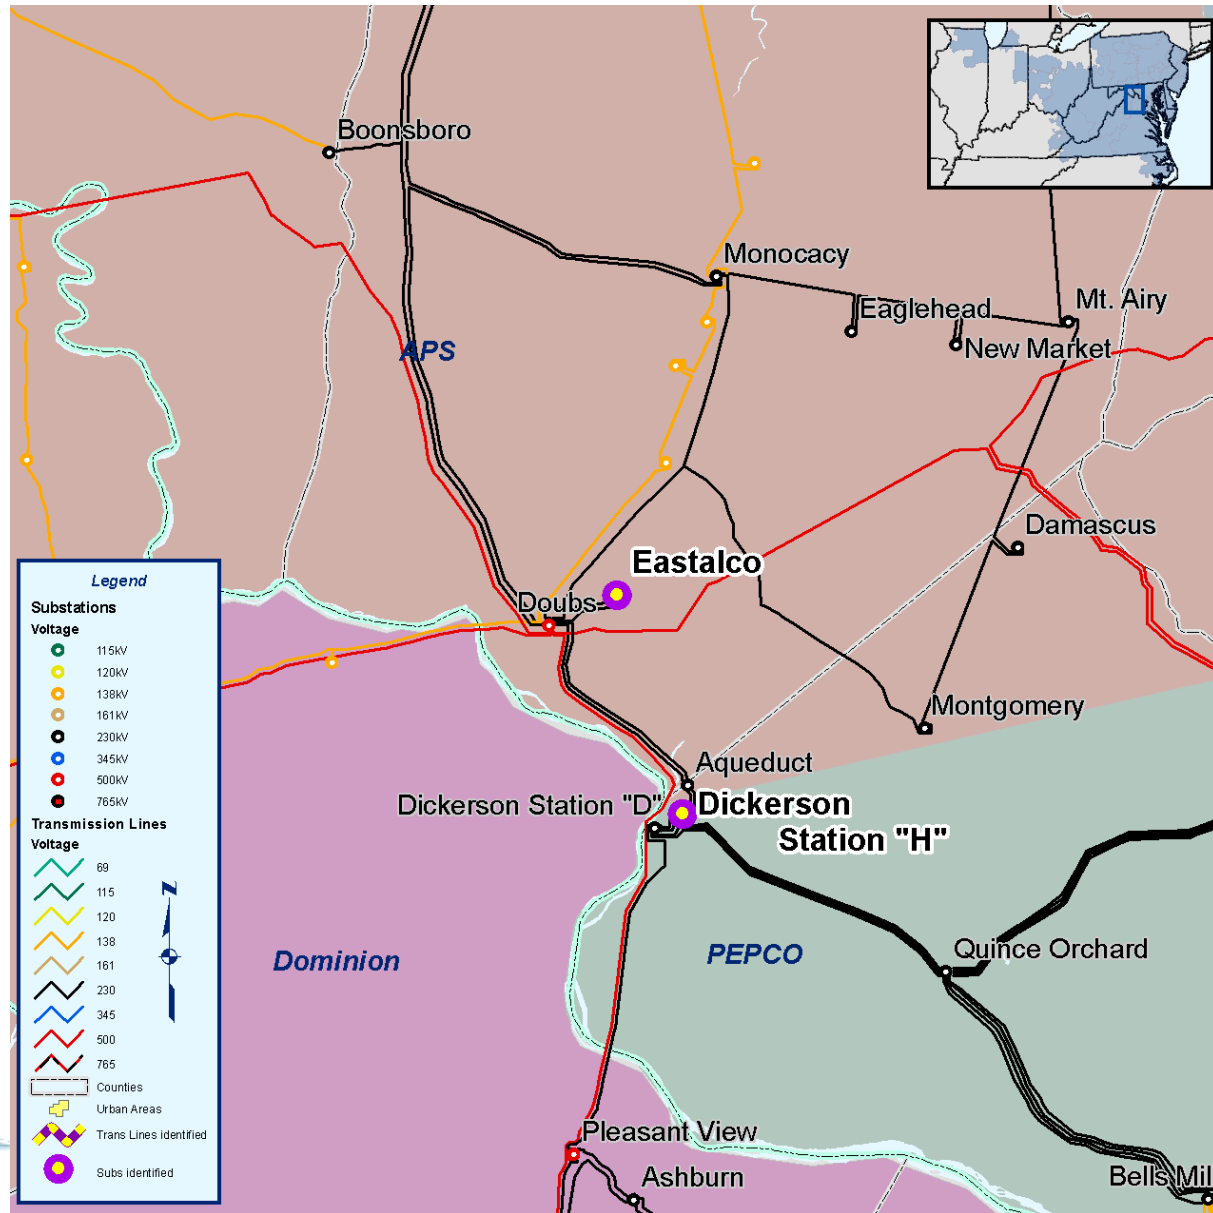 Boonsboro
Monocacy
Eaglehead
Mt. Airy
New Market
APS
Damascus
Eastalco
Doubs
Montgomery
Aqueduct
Dickerson Station "D"
Dickerson
Station "H"
Quince Orchard
Dominion
PEPCO
Pleasant View
Ashburn
Bells Mil
Legend
Substations
Voltage
115kV
120kV
138kV
161kV
230kV
345kV
500kV
765kV
Transmission Lines
Voltage
69
115
120
138
161
230
345
500
765
Counties
Urban Areas
Trans Lines identified
Subs identified
N